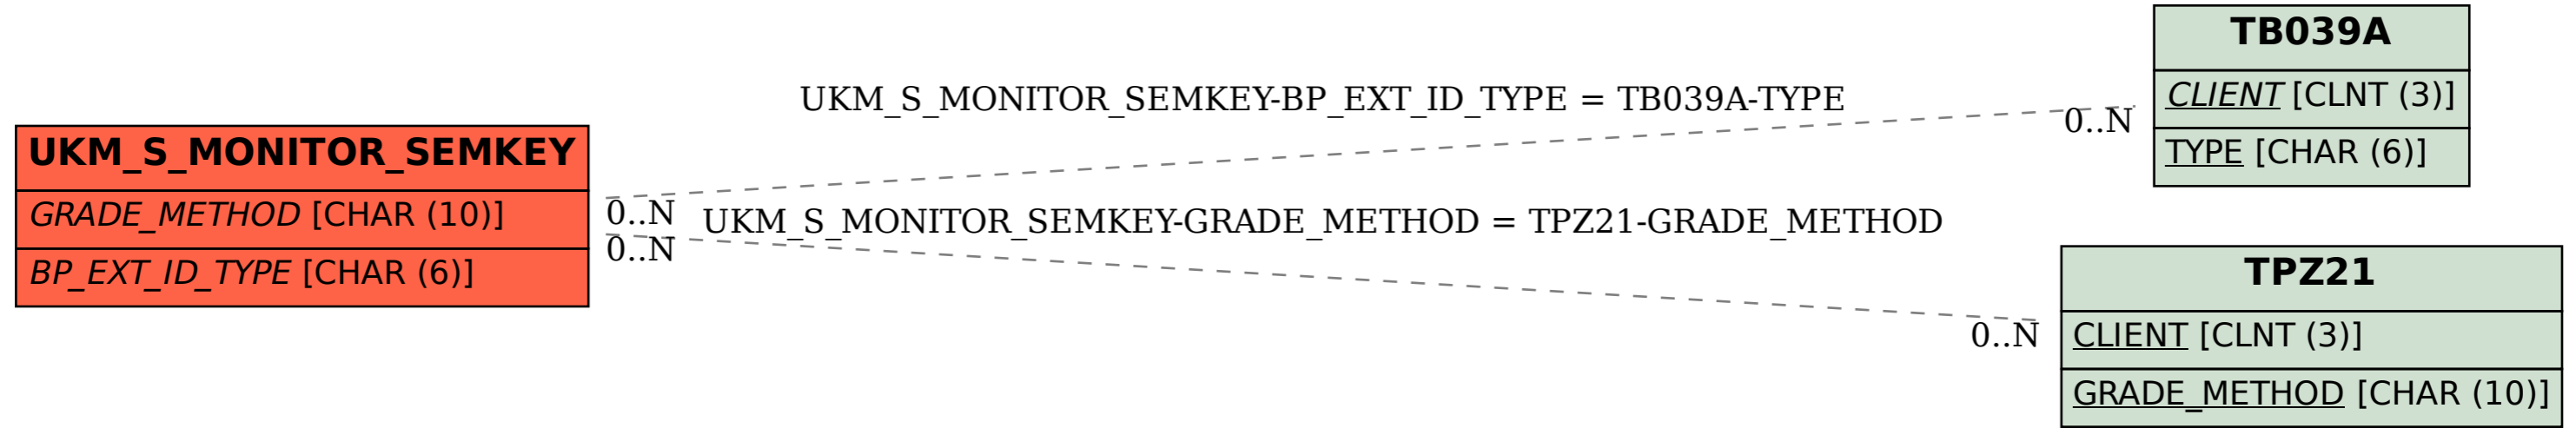 UKM_S_MONITOR_SEMKEY
GRADE_METHOD [CHAR (10)]
BP_EXT_ID_TYPE [CHAR (6)]
UKM_S_MONITOR_SEMKEY-BP_EXT_ID_TYPE = TB039A-TYPE
0..N
0..N
UKM_S_MONITOR_SEMKEY-GRADE_METHOD = TPZ21-GRADE_METHOD
0..N
0..N
TB039A
CLIENT [CLNT (3)]
TYPE [CHAR (6)]
TPZ21
CLIENT [CLNT (3)]
GRADE_METHOD [CHAR (10)]